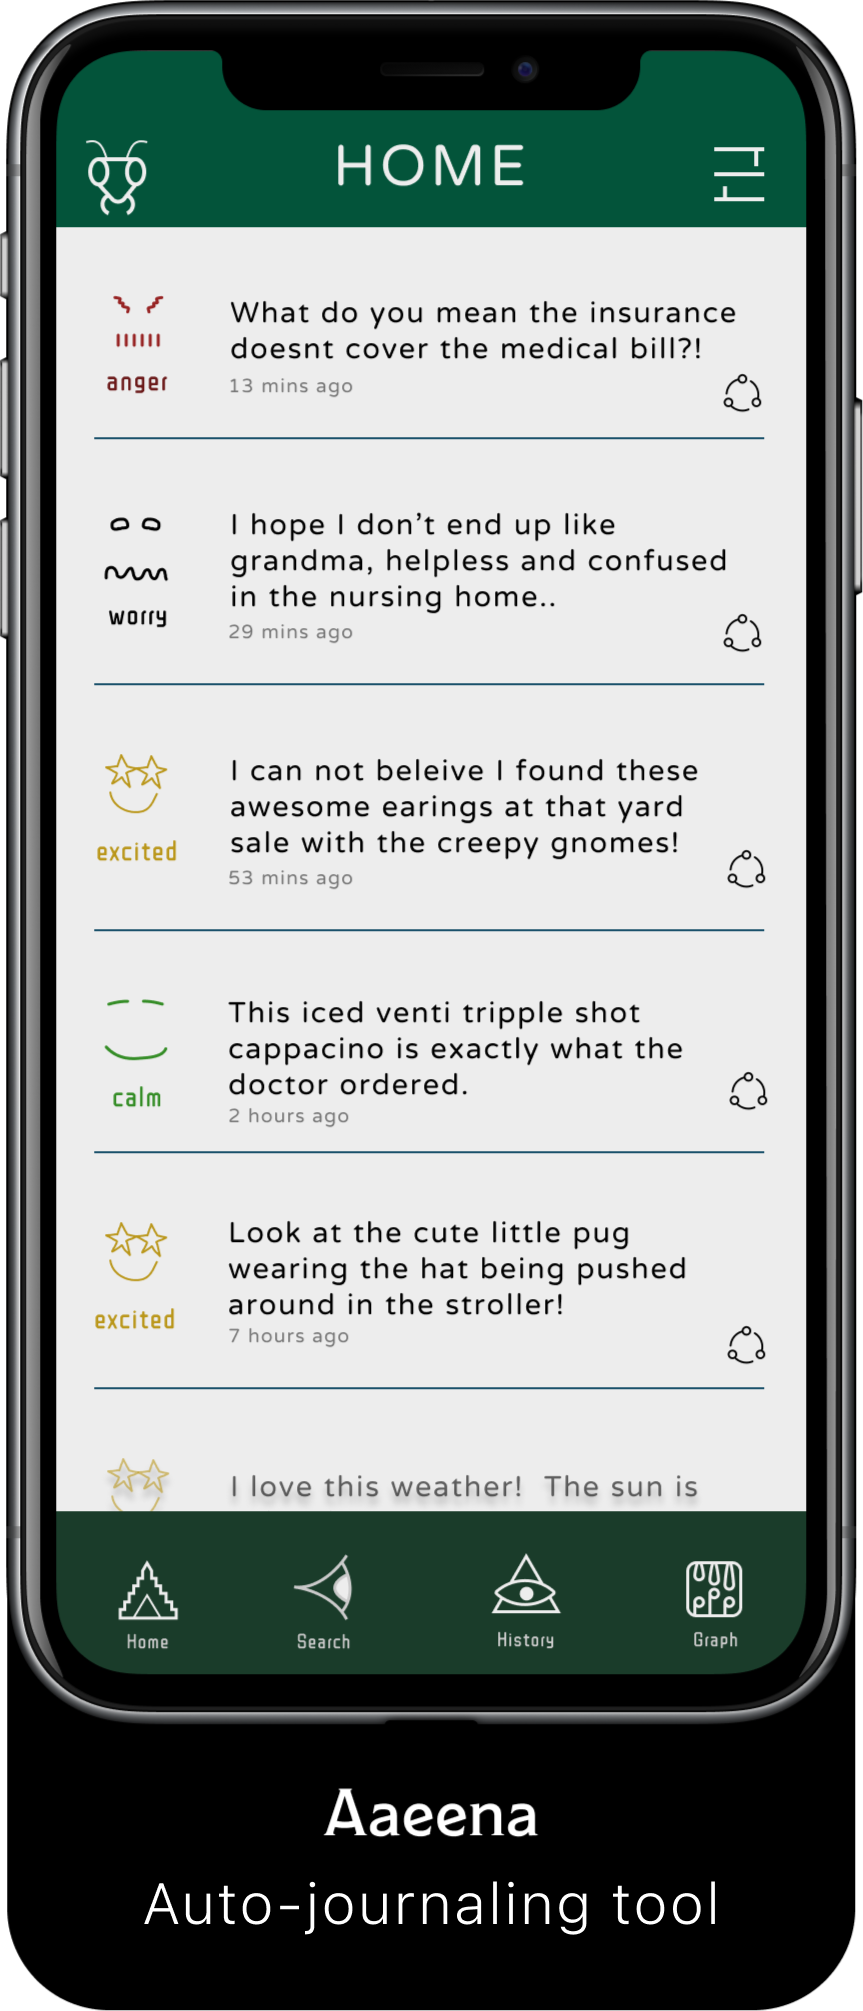 HOME
What do you mean the insurance
doesnt cover the medical bill?!
anger
13 mins ago
I hope I don't end up like
grandma, helpless and confused
in the nursing home..
worry
29 mins ago
I can not beleive I found these
awesome earings at that yard
sale with the creepy gnomes!
excited
53 mins ago
This iced venti tripple shot
cappacino is exactly what the
doctor ordered.
calm
2 hours ago
Look at the cute little pug
wearing the hat being pushed
around in the stroller!
excited
7 hours ago
I love this weather! The sun is
Home Search History Graph
Aaeena
Auto-journaling tool